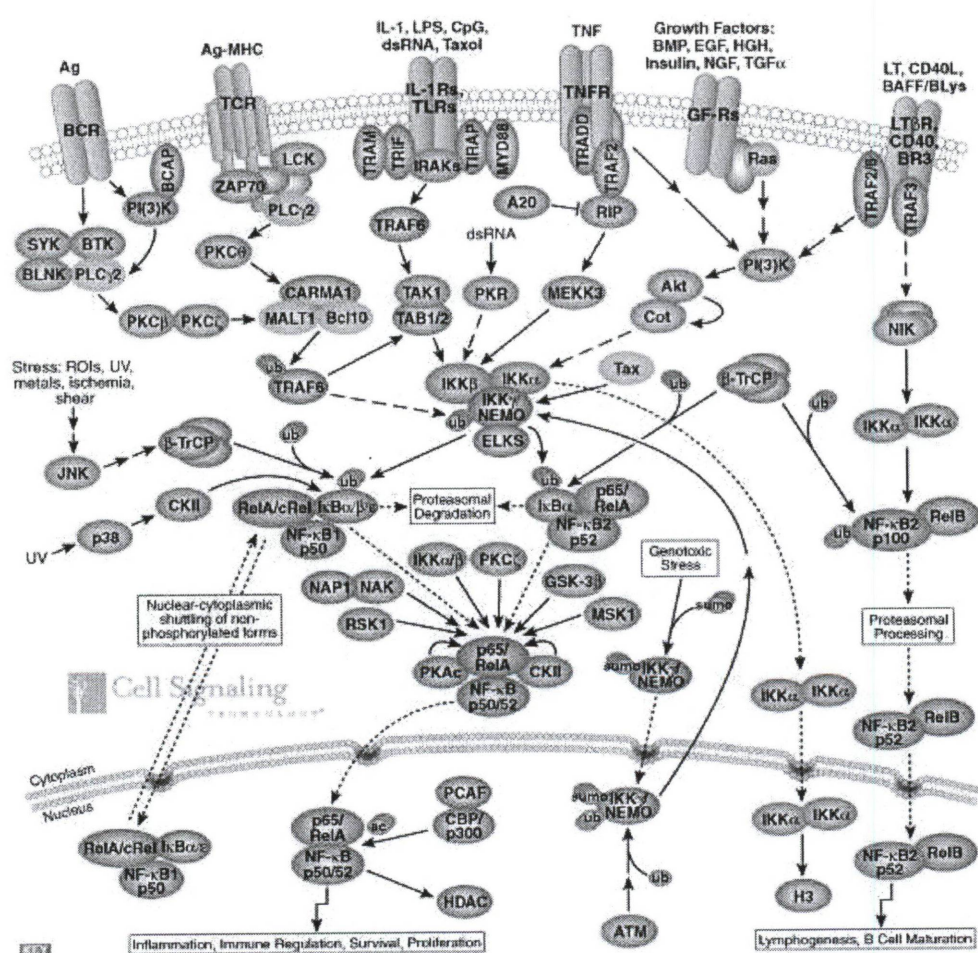 IL-1, LPS, CpG,
dsRNA, Taxol
TNF
Growth Factors:
BMP, EGF, HGH,
Insulin, NGF, TGFα
Ag-MHC
Ag
LT, CD40L,
BAFF/BLys
BCR
TCR
IL-1Rs,
TLRs
TNFR
GF-Rs
LTβR,
CD40,
BR3
BCAP
LCK
ZAP70
PLCγ2
TRAM
TRIF
IRAKs
TIRAP
MYD88
TRADD
TRAF2
Ras
TRAF2/6
TRAF3
PI(3)K
A20
RIP
TRAF6
dsRNA
SYK
BTK
BLNK
PLCγ2
PKCθ
PI(3)K
CARMA1
MALT1
Bcl10
TAK1
TAB1/2
PKR
MEKK3
Akt
Cot
NIK
PKCβ
PKCζ
ub
TRAF6
IKKβ
IKKα
IKKγ
NEMO
ub
ELKS
Tax
ub
β-TrCP
ub
IKKα
IKKα
Stress: ROIs, UV,
metals, ischemia,
shear
JNK
β-TrCP
ub
CKII
p38
UV
ub
RelA/cRel
IκBα/β/ε
NF-κB1
p50
Proteasomal
Degradation
ub
IκBα
p65/
RelA
NF-κB2
p52
ub
NF-κB2
p100
RelB
Nuclear-cytoplasmic
shuttling of non-
phosphorylated forms
NAP1
NAK
IKKα/β
PKCζ
GSK-3β
RSK1
MSK1
Genotoxic
Stress
sumo
Proteasomal
Processing
PKAc
p65/
RelA
CKII
NF-κB
p50/52
sumo
IKK-γ/
NEMO
IKKα
IKKα
NF-κB2
p52
RelB
Cell Signaling
TECHNOLOGY®
Cytoplasm
Nucleus
RelA/cRel
IκBα/ε
NF-κB1
p50
p65/
RelA
ac
NF-κB
p50/52
PCAF
CBP/
p300
HDAC
sumo
IKK-γ/
NEMO
ub
ub
ATM
IKKα
IKKα
H3
NF-κB2
p52
RelB
Inflammation, Immune Regulation, Survival, Proliferation
Lymphogenesis, B Cell Maturation